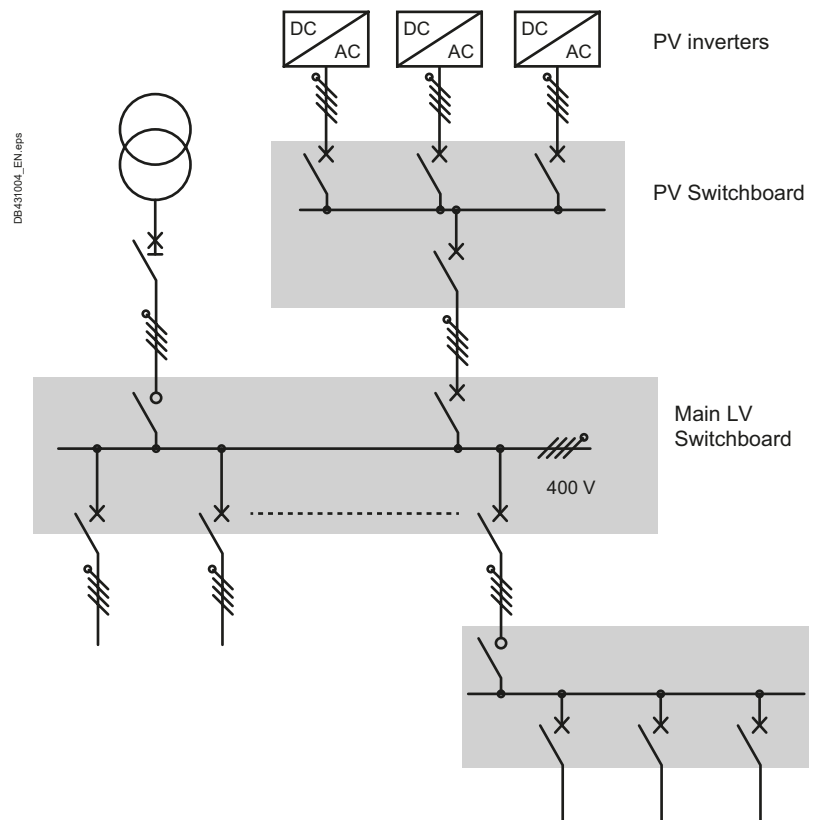 DC
AC
DC
AC
DC
AC
PV inverters
DB431004_EN.eps
PV Switchboard
Main LV
Switchboard
400 V